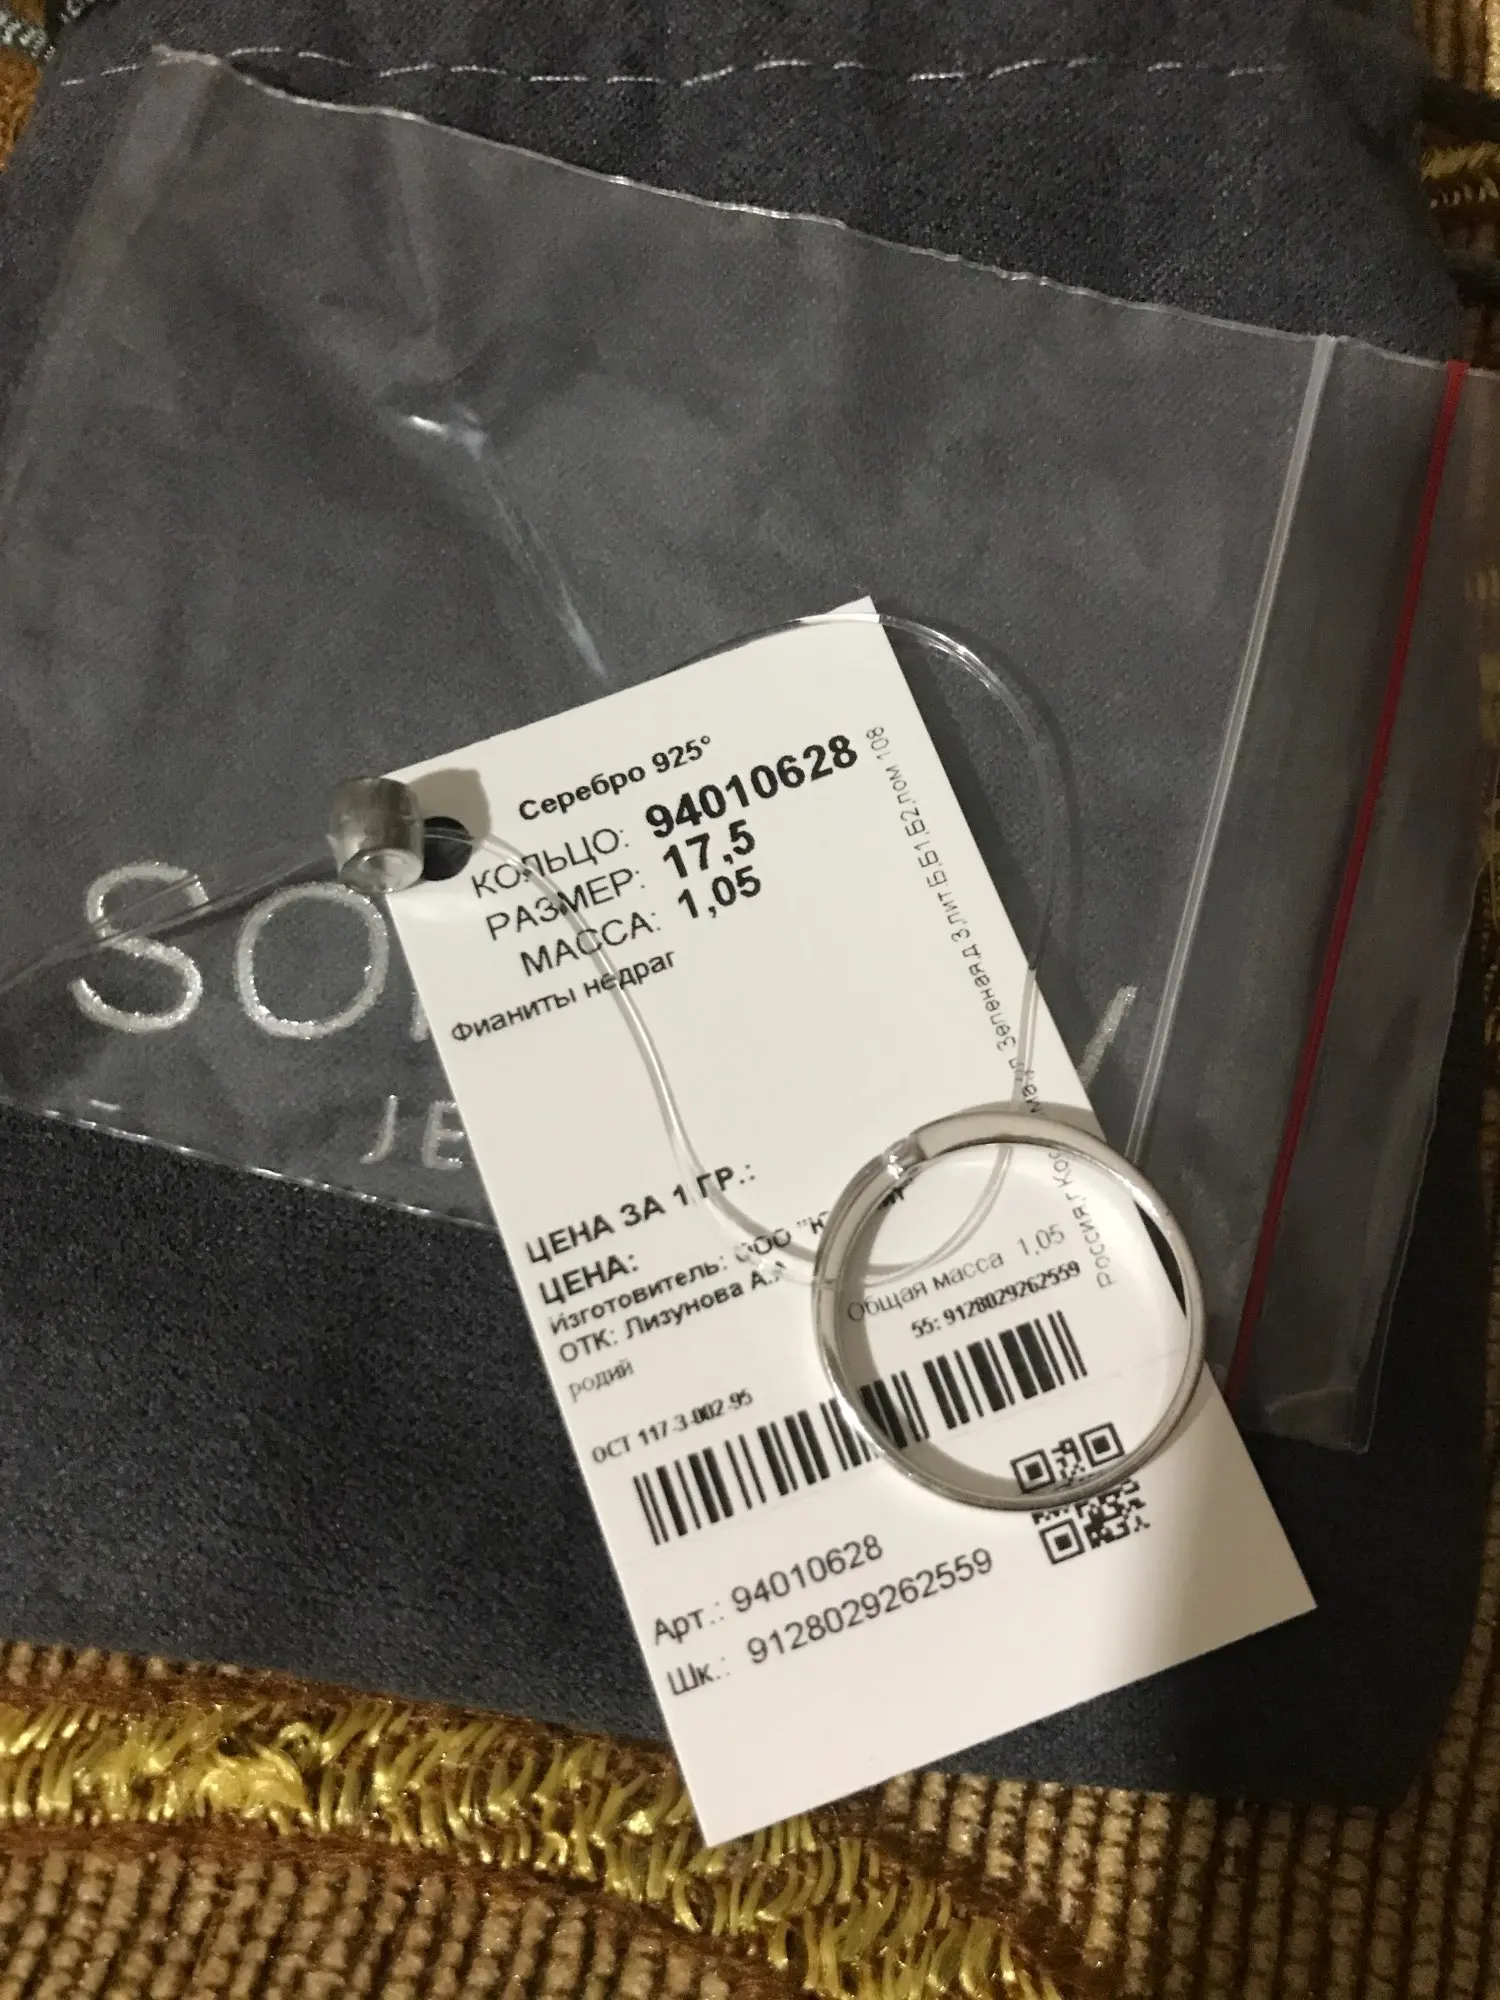 Серебро 925°
КОЛЬЦО: 94010628
РАЗМЕР: 17,5
МАССА: 1,05
Фианиты недраг
ЦЕНА ЗА 1 ГР.:
ЦЕНА:
Изготовитель: ООО
ОТК: Лизунова А.А
родий
Общая масса 1,05
55: 9128029262559
ОСТ 117-3-002-95
Арт.: 94010628
Шк.: 9128029262559
Россия,г Зеленая,д 3,лит Б,Б1,Б2,пом 108
SO
JE